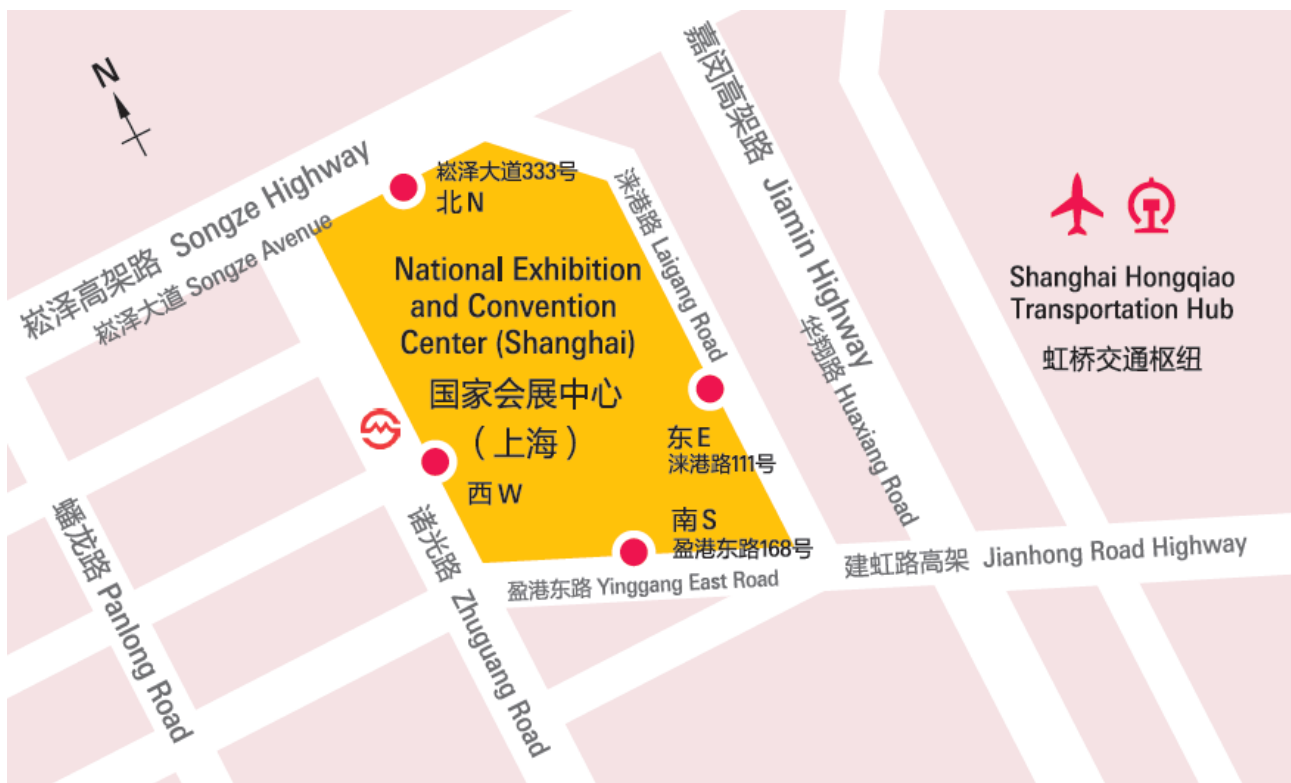 N
崧泽高架路 Songze Highway
崧泽大道 Songze Avenue
崧泽大道333号
北 N
National Exhibition
and Convention
Center (Shanghai)
国家会展中心
（上海）
西 W
东 E
涞港路111号
南 S
盈港东路168号
涞港路 Laigang Road
嘉闵高架路 Jiamin Highway
华翔路 Huaxiang Road
Shanghai Hongqiao
Transportation Hub
虹桥交通枢纽
蟠龙路 Panlong Road
诸光路 Zhuguang Road
盈港东路 Yinggang East Road
建虹路高架 Jianhong Road Highway